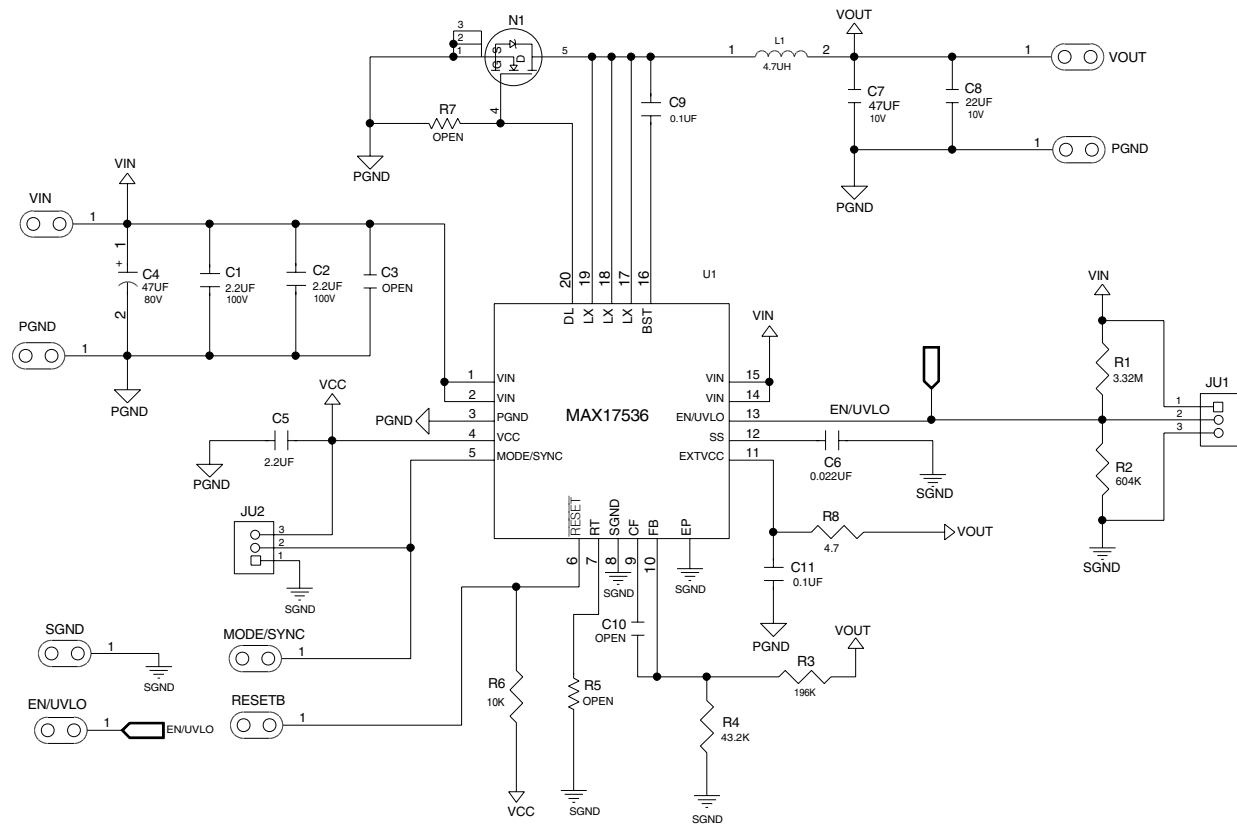 N1
3
2
1
G
S
D
5
4
R7
OPEN
PGND
C9
0.1UF
1
L1
4.7UH
2
VOUT
C7
47UF
10V
C8
22UF
10V
1
VOUT
1
PGND
PGND
VIN
VIN
1
1
+
C4
47UF
80V
2
C1
2.2UF
100V
C2
2.2UF
100V
C3
OPEN
PGND
1
PGND
20
19
18
17
16
U1
DL
LX
LX
LX
BST
MAX17536
1
VIN
2
VIN
3
PGND
4
VCC
5
MODE/SYNC
PGND
VCC
C5
2.2UF
PGND
JU2
3
2
1
SGND
VIN
VIN
15
VIN
14
EN/UVLO
13
SS
12
EXTVCC
11
EN/UVLO
C6
0.022UF
SGND
VIN
R1
3.32M
JU1
1
2
3
R2
604K
SGND
R8
4.7
VOUT
C11
0.1UF
PGND
RESET
RT
SGND
CF
FB
EP
6
7
8
9
10
SGND
SGND
C10
OPEN
R3
196K
VOUT
R4
43.2K
SGND
R5
OPEN
SGND
R6
10K
VCC
SGND
1
SGND
MODE/SYNC
1
EN/UVLO
1
EN/UVLO
RESETB
1